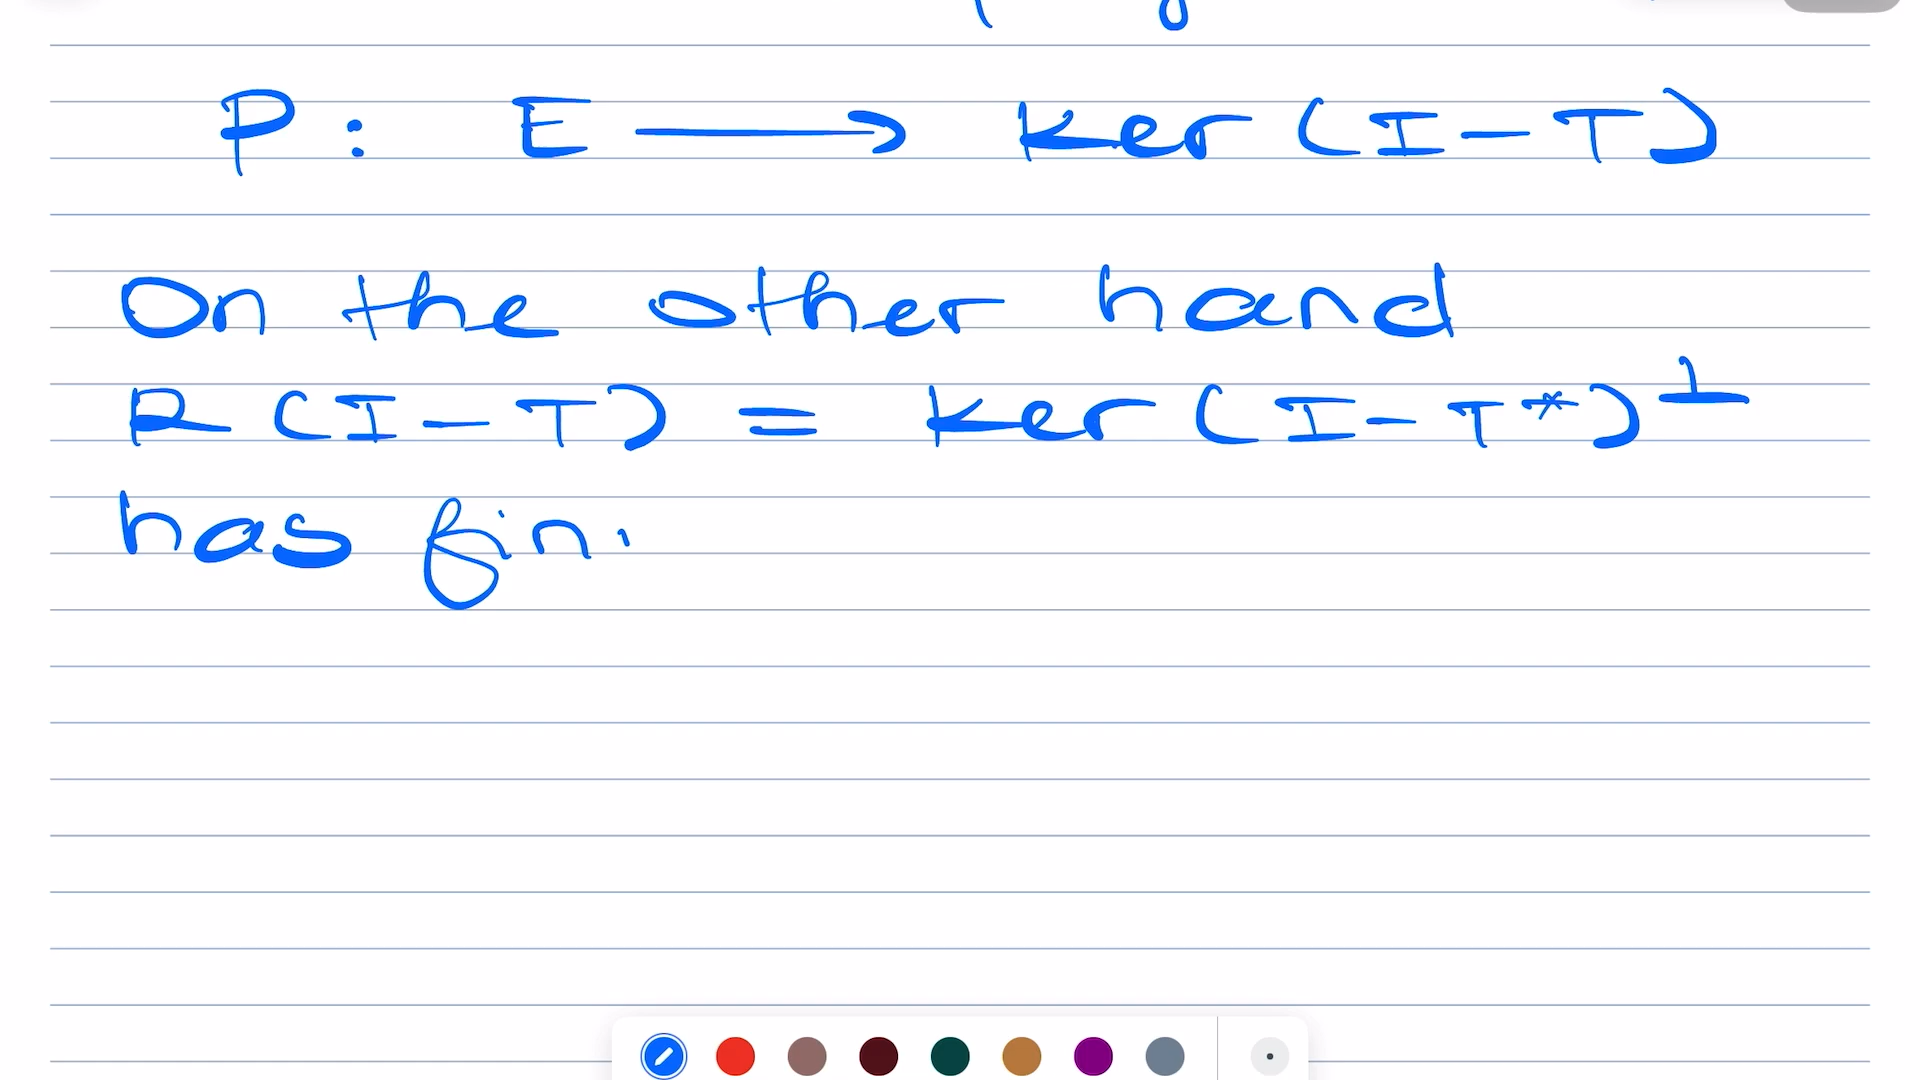 P: E ⟶ ker (I-T)
On the other hand
R (I-T) = ker (I-T*)⊥
has fin.